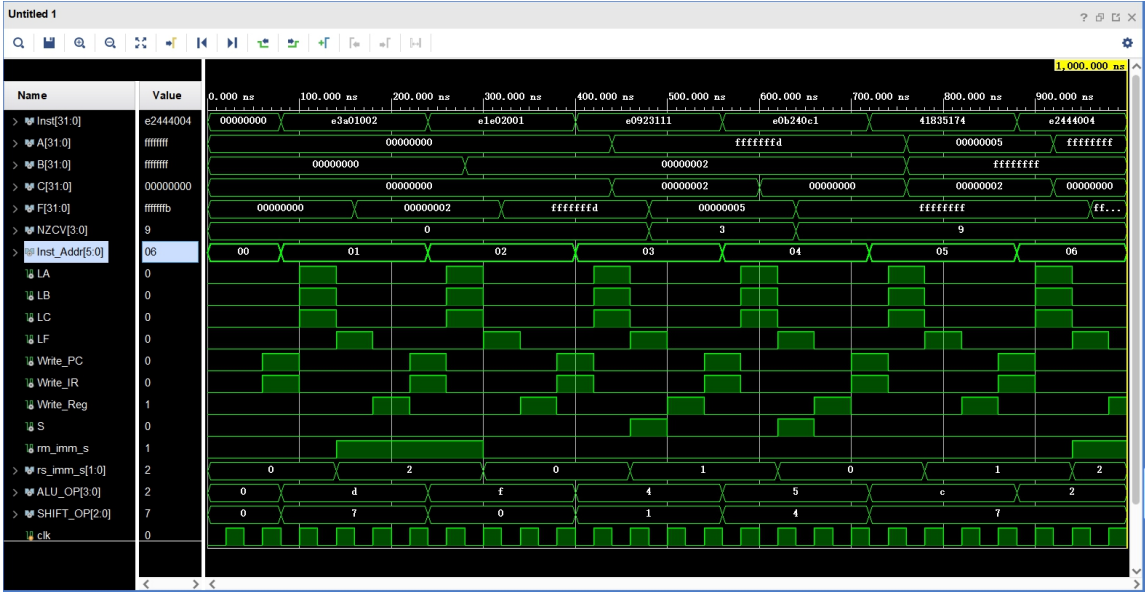 Untitled 1
1,000.000 ns
Name Value 0.000 ns 100.000 ns 200.000 ns 300.000 ns 400.000 ns 500.000 ns 600.000 ns 700.000 ns 800.000 ns 900.000 ns
Inst[31:0] e2444004 00000000 e3a01002 e1e02001 e0923111 e0b240c1 41835174 e2444004
A[31:0] ffffffff 00000000 fffffffd 00000005 ffffffff
B[31:0] ffffffff 00000000 00000002 ffffffff
C[31:0] 00000000 00000000 00000002 00000000 00000002 00000000
F[31:0] fffffffb 00000000 00000002 fffffffd 00000005 ffffffff ff...
NZCV[3:0] 9 0 3 9
Inst_Addr[5:0] 06 00 01 02 03 04 05 06
LA 0
LB 0
LC 0
LF 0
Write_PC 0
Write_IR 0
Write_Reg 1
S 0
rm_imm_s 1
rs_imm_s[1:0] 2 0 2 0 1 0 1 2
ALU_OP[3:0] 2 0 d f 4 5 c 2
SHIFT_OP[2:0] 7 0 7 0 1 4 7
clk 0